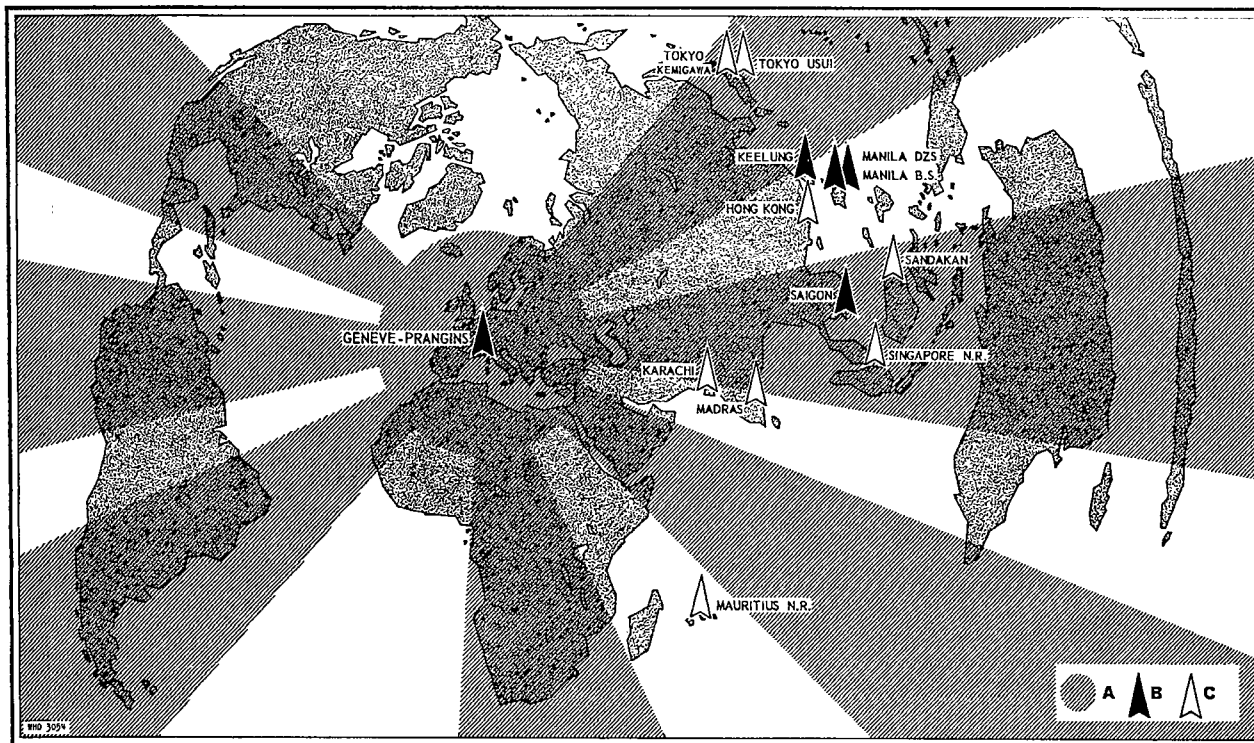 TOKYO
KEMIGAWA
TOKYO USUI
KEELUNG
MANILA DZS
MANILA B.S.
HONG KONG
SANDAKAN
SAIGON
GENEVE-PRANGINS
SINGAPORE N.R.
KARACHI
MADRAS
MAURITIUS N.R.
A B C
WHO 3054